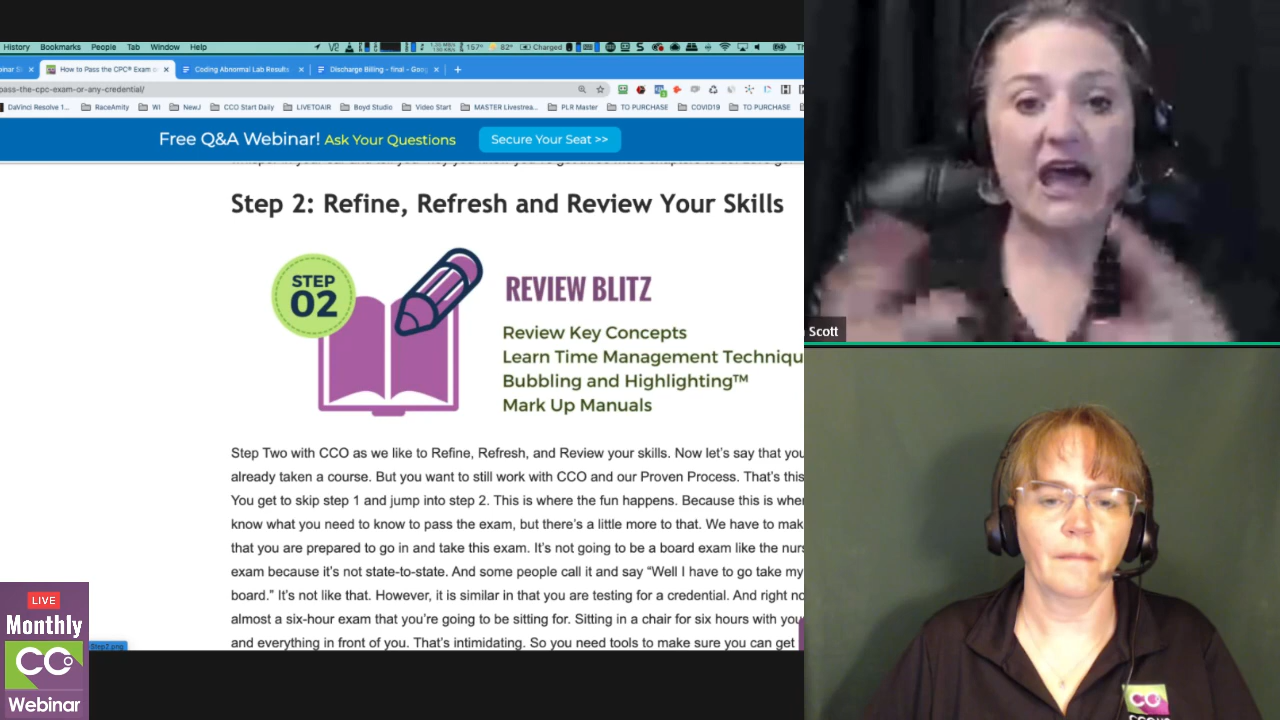 History Bookmarks People Tab Window Help
157° 82° Charged
How to Pass the CPC® Exam
Coding Abnormal Lab Results
Discharge Billing - final - Goog
pass-the-cpc-exam-or-any-credential/
DaVinci Resolve 1... RaceAmity WI NewJ CCO Start Daily LIVETOAIR Boyd Studio Video Start MASTER Livestrea... PLR Master TO PURCHASE COVID19 TO PURCHASE
Free Q&A Webinar! Ask Your Questions Secure Your Seat >>
Step 2: Refine, Refresh and Review Your Skills
STEP
02
REVIEW BLITZ
Review Key Concepts
Learn Time Management Techniqu
Bubbling and Highlighting™
Mark Up Manuals
Step Two with CCO as we like to Refine, Refresh, and Review your skills. Now let's say that you
already taken a course. But you want to still work with CCO and our Proven Process. That's this
You get to skip step 1 and jump into step 2. This is where the fun happens. Because this is wher
know what you need to know to pass the exam, but there's a little more to that. We have to mak
that you are prepared to go in and take this exam. It's not going to be a board exam like the nurs
exam because it's not state-to-state. And some people call it and say “Well I have to go take my
board.” It's not like that. However, it is similar in that you are testing for a credential. And right no
almost a six-hour exam that you're going to be sitting for. Sitting in a chair for six hours with you
and everything in front of you. That's intimidating. So you need tools to make sure you can get
Step2.png
Scott
LIVE
Monthly
CCO
Webinar
CCO